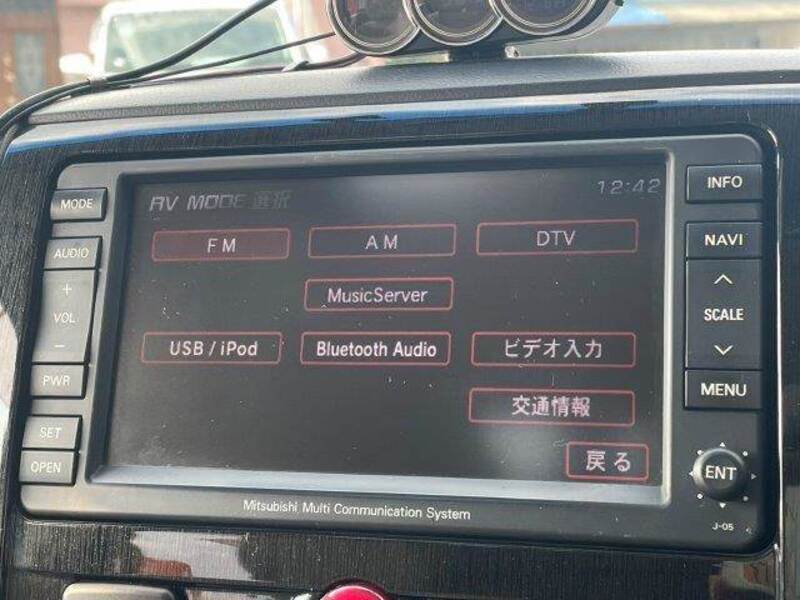 AV MODE 選択
12:42
FM
AM
DTV
MusicServer
USB / iPod
Bluetooth Audio
ビデオ入力
交通情報
戻る
MODE
AUDIO
+
VOL
−
PWR
SET
OPEN
INFO
NAVI
SCALE
MENU
ENT
J-05
Mitsubishi Multi Communication System